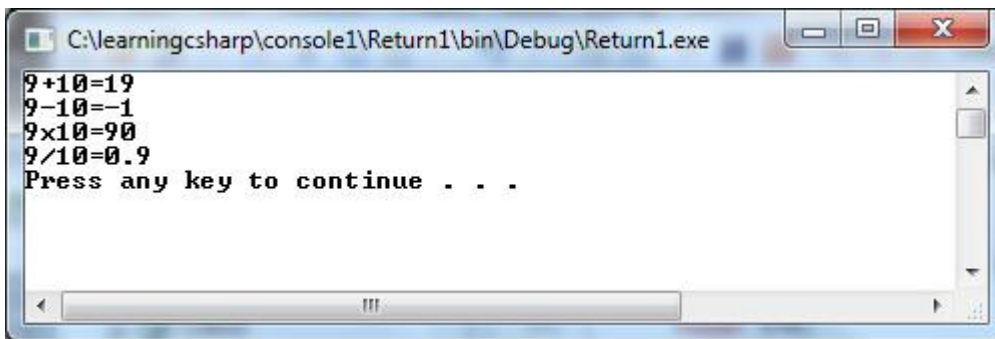 C:\learningcsharp\console1\Return1\bin\Debug\Return1.exe
9+10=19
9-10=-1
9x10=90
9/10=0.9
Press any key to continue . . .